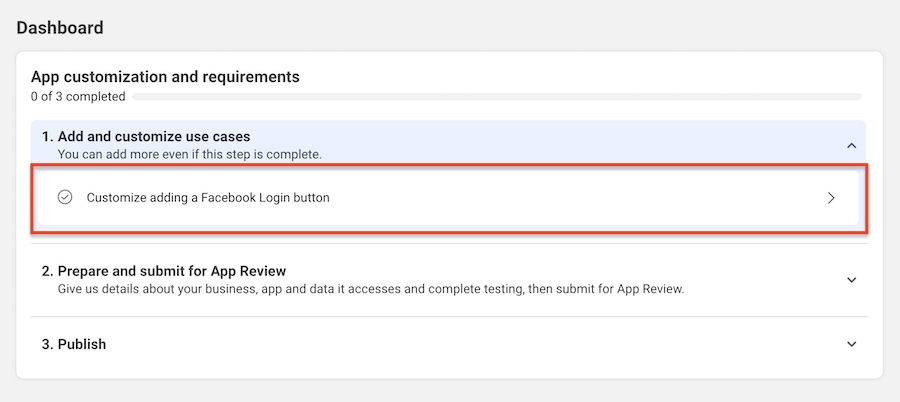 Dashboard
App customization and requirements
0 of 3 completed
1. Add and customize use cases
You can add more even if this step is complete.
Customize adding a Facebook Login button
2. Prepare and submit for App Review
Give us details about your business, app and data it accesses and complete testing, then submit for App Review.
3. Publish